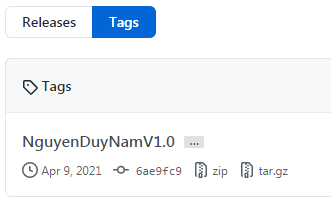 Releases Tags
Tags
NguyenDuyNamV1.0 ...
Apr 9, 2021 6ae9fc9 zip tar.gz